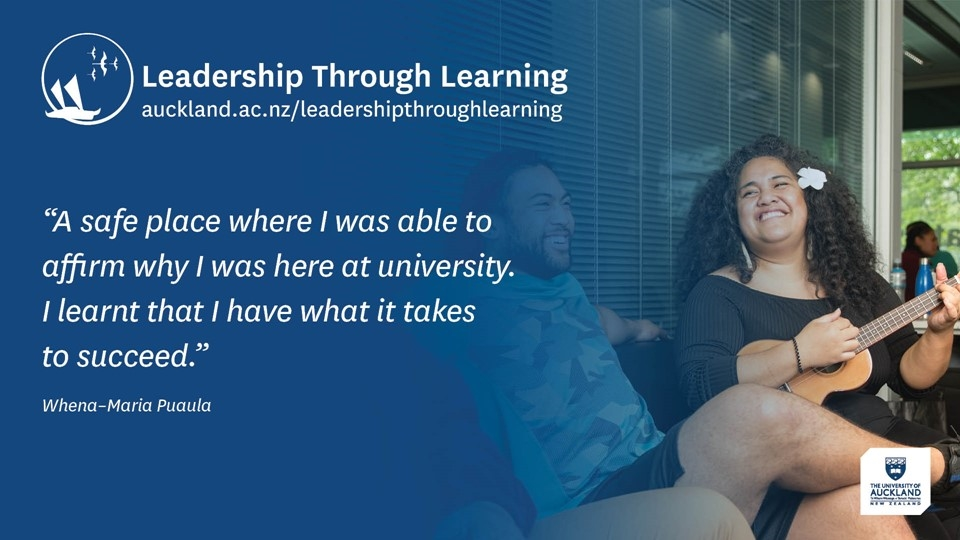 Leadership Through Learning
auckland.ac.nz/leadershipthroughlearning
“A safe place where I was able to
affirm why I was here at university.
I learnt that I have what it takes
to succeed.”
Whena–Maria Puaula
THE UNIVERSITY OF
AUCKLAND
NEW ZEALAND